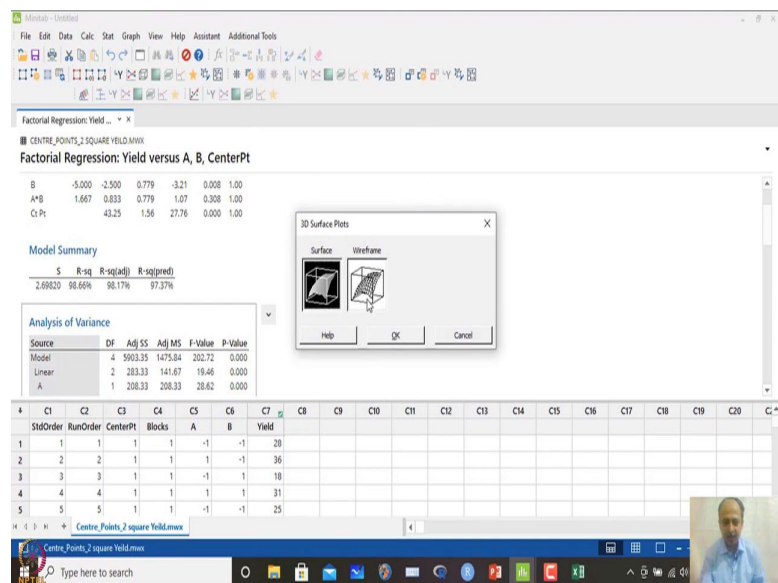 Minitab - Untitled
File Edit Data Calc Stat Graph View Help Assistant Additional Tools
Factorial Regression: Yield ...
CENTRE_POINTS_2 SQUARE YEILD.MWX
Factorial Regression: Yield versus A, B, CenterPt
B -5.000 -2.500 0.779 -3.21 0.008 1.00
A*B 1.667 0.833 0.779 1.07 0.308 1.00
Ct Pt 43.25 1.56 27.76 0.000 1.00
Model Summary
S R-sq R-sq(adj) R-sq(pred)
2.69820 98.66% 98.17% 97.37%
Analysis of Variance
Source DF Adj SS Adj MS F-Value P-Value
Model 4 5903.35 1475.84 202.72 0.000
Linear 2 283.33 141.67 19.46 0.000
A 1 208.33 208.33 28.62 0.000
3D Surface Plots
Surface Wireframe
Help OK Cancel
C1 C2 C3 C4 C5 C6 C7 C8 C9 C10 C11 C12 C13 C14 C15 C16 C17 C18 C19 C20
StdOrder RunOrder CenterPt Blocks A B Yield
1 1 1 1 1 -1 -1 28
2 2 2 1 1 1 -1 36
3 3 3 1 1 -1 1 18
4 4 4 1 1 1 1 31
5 5 5 1 1 -1 -1 25
Centre_Points_2 square Yeild.mwx
Centre_Points_2 square Yeild.mwx
Type here to search
NPTEL